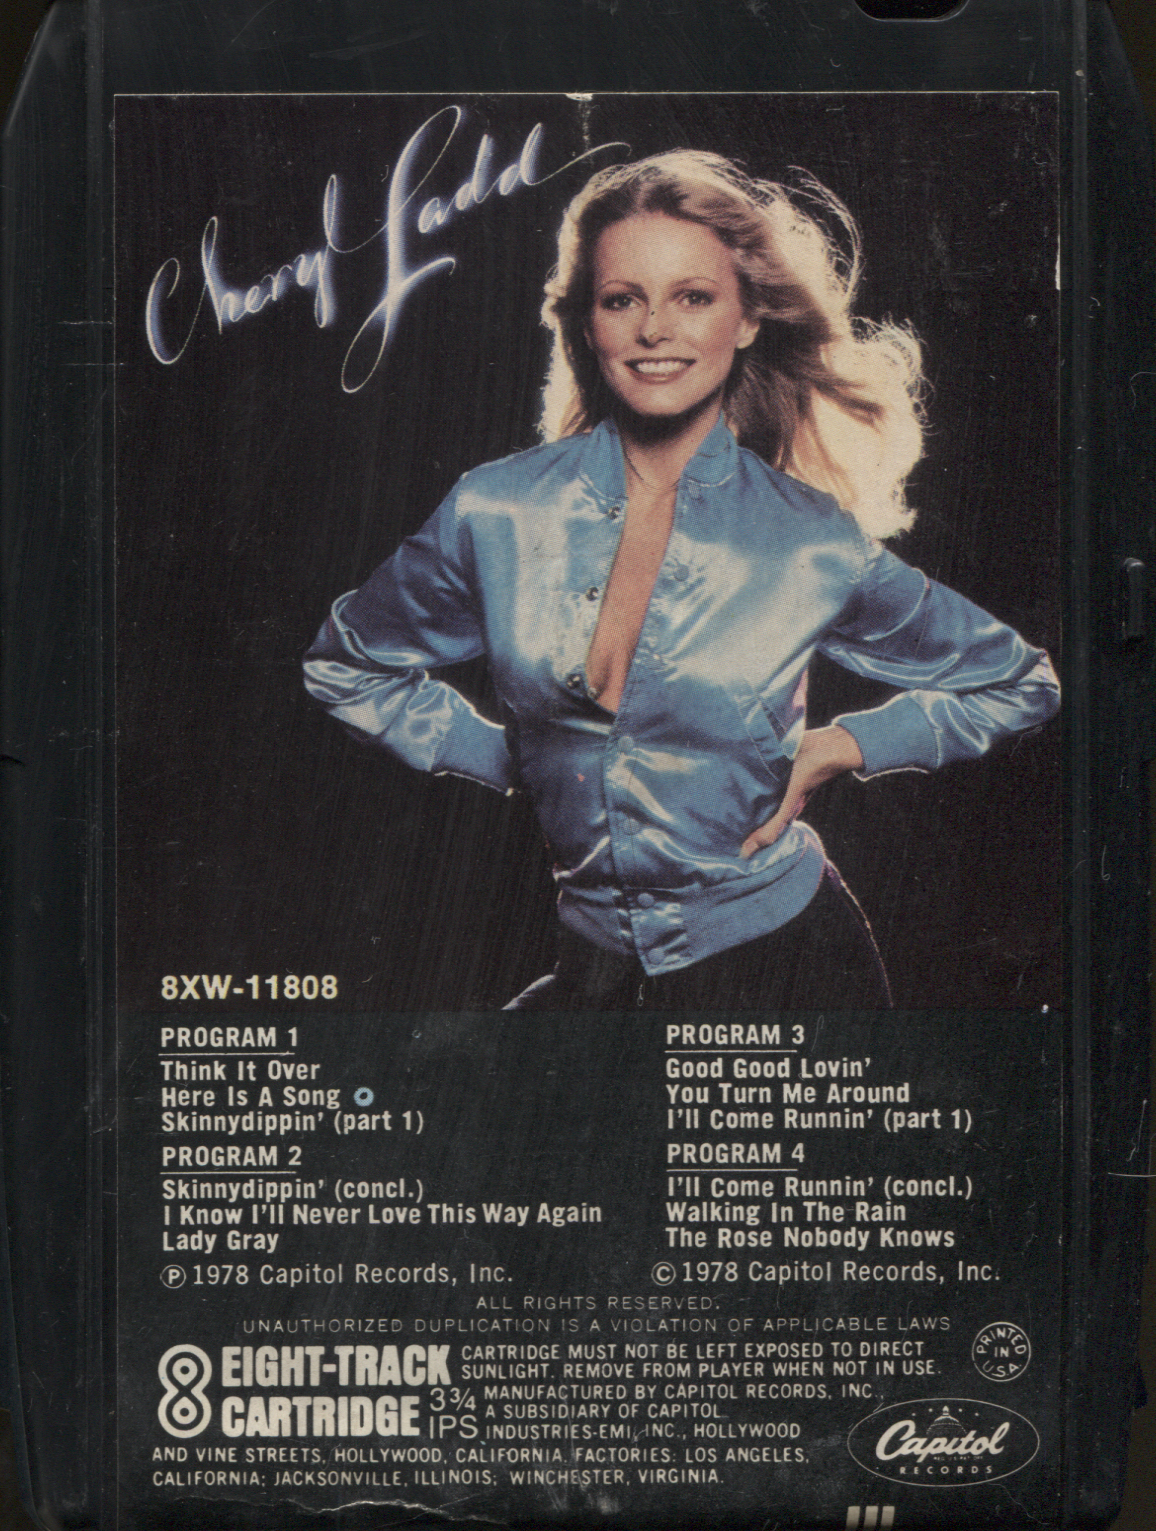 Cheryl Ladd
8XW-11808
PROGRAM 1
Think It Over
Here Is A Song
Skinnydippin' (part 1)
PROGRAM 2
Skinnydippin' (concl.)
I Know I'll Never Love This Way Again
Lady Gray
PROGRAM 3
Good Good Lovin'
You Turn Me Around
I'll Come Runnin' (part 1)
PROGRAM 4
I'll Come Runnin' (concl.)
Walking In The Rain
The Rose Nobody Knows
Ⓟ 1978 Capitol Records, Inc.
© 1978 Capitol Records, Inc.
ALL RIGHTS RESERVED.
UNAUTHORIZED DUPLICATION IS A VIOLATION OF APPLICABLE LAWS
8 EIGHT-TRACK
CARTRIDGE
3¾
IPS
CARTRIDGE MUST NOT BE LEFT EXPOSED TO DIRECT
SUNLIGHT. REMOVE FROM PLAYER WHEN NOT IN USE.
MANUFACTURED BY CAPITOL RECORDS, INC.,
A SUBSIDIARY OF CAPITOL
INDUSTRIES-EMI, INC., HOLLYWOOD
AND VINE STREETS, HOLLYWOOD, CALIFORNIA. FACTORIES: LOS ANGELES,
CALIFORNIA; JACKSONVILLE, ILLINOIS; WINCHESTER, VIRGINIA.
PRINTED
IN
U.S.A.
Capitol
RECORDS